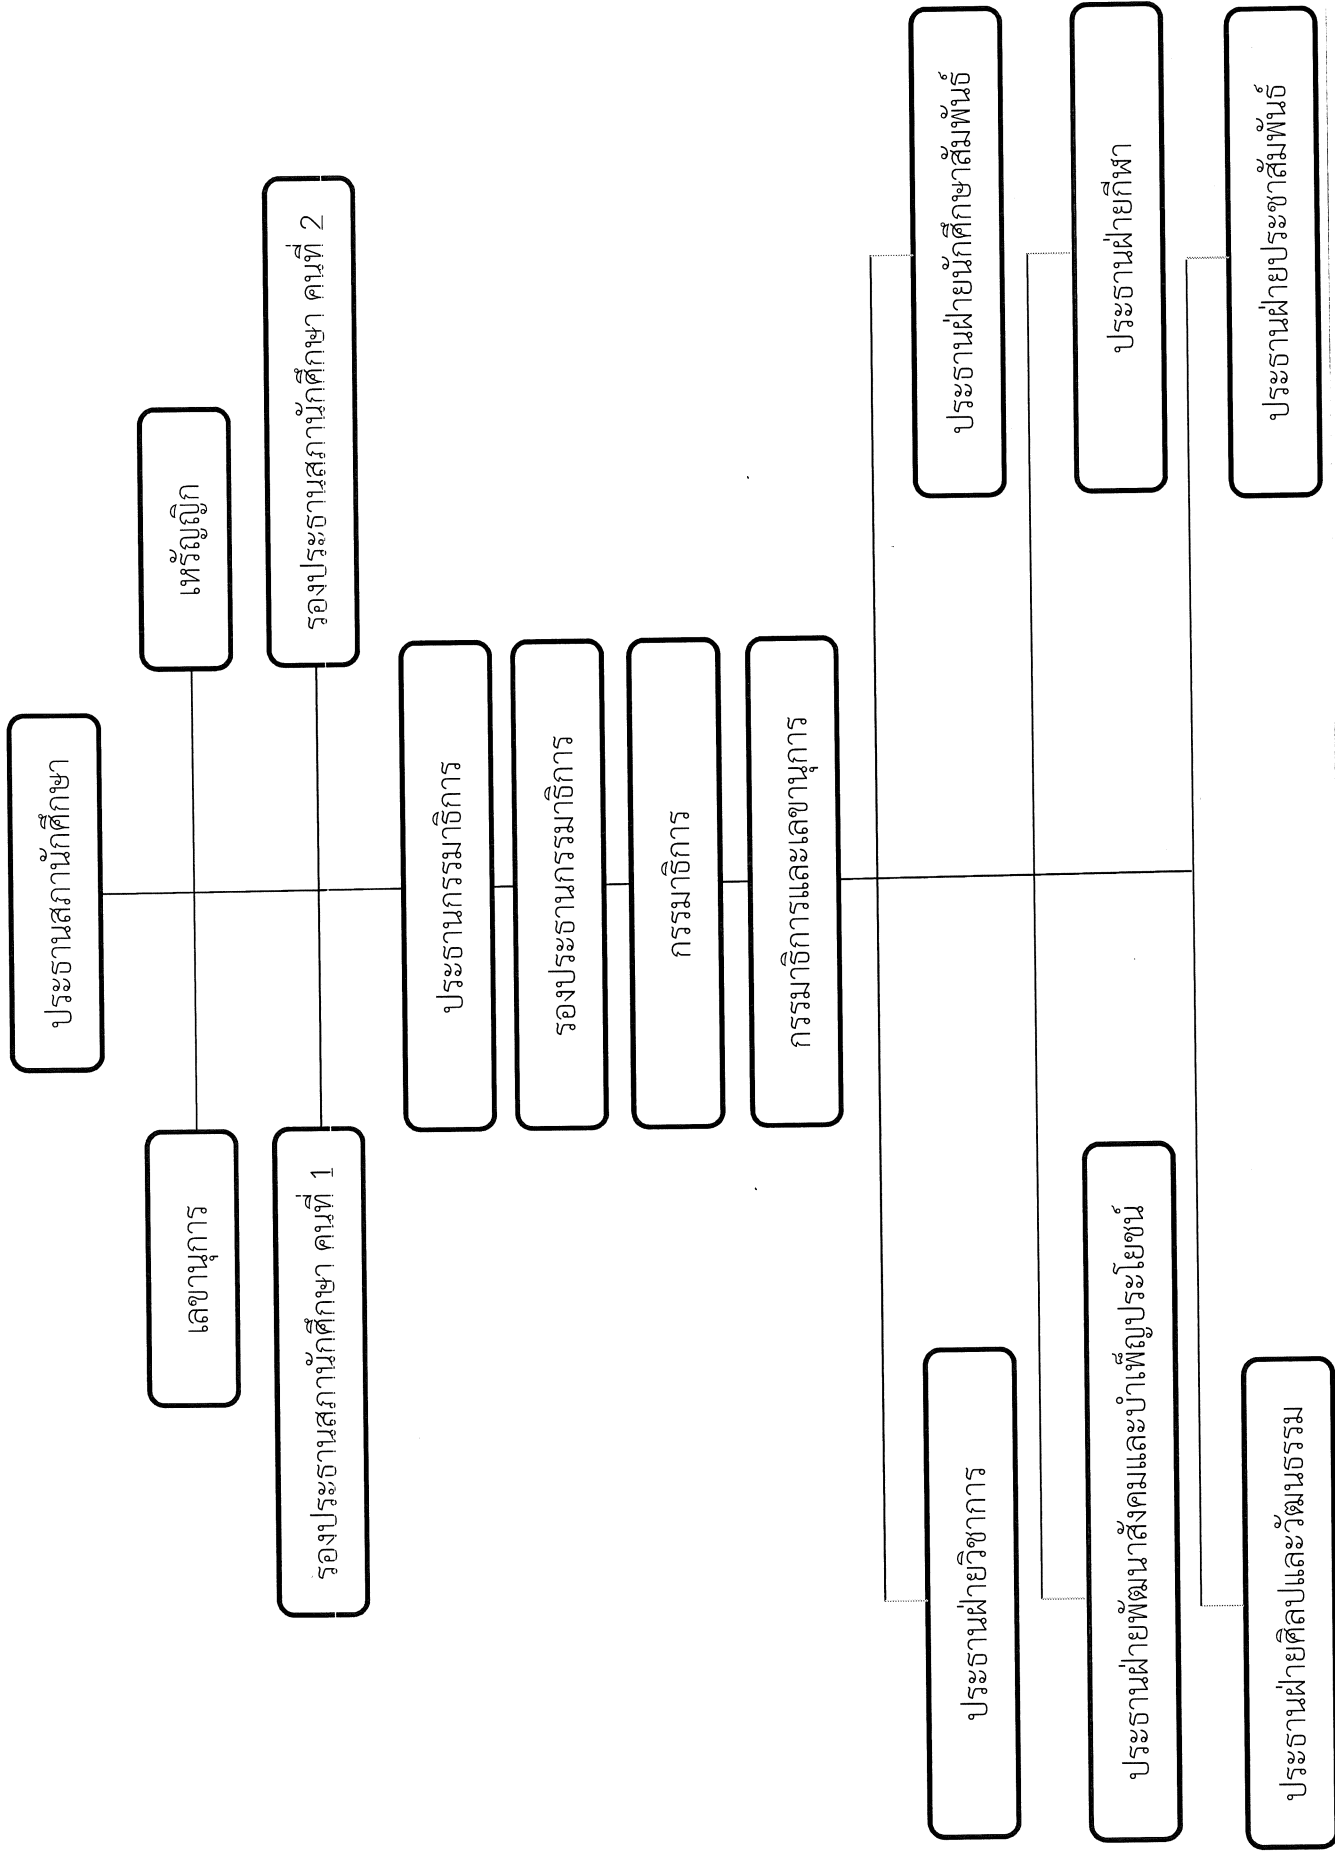 ประธานสภานักศึกษา
เลขานุการ
เหรัญญิก
รองประธานสภานักศึกษา คนที่ 1
รองประธานสภานักศึกษา คนที่ 2
ประธานกรรมาธิการ
รองประธานกรรมาธิการ
กรรมาธิการ
กรรมาธิการและเลขานุการ
ประธานฝ่ายวิชาการ
ประธานฝ่ายนักศึกษาสัมพันธ์
ประธานฝ่ายพัฒนาสังคมและบำเพ็ญประโยชน์
ประธานฝ่ายกีฬา
ประธานฝ่ายศิลปและวัฒนธรรม
ประธานฝ่ายประชาสัมพันธ์